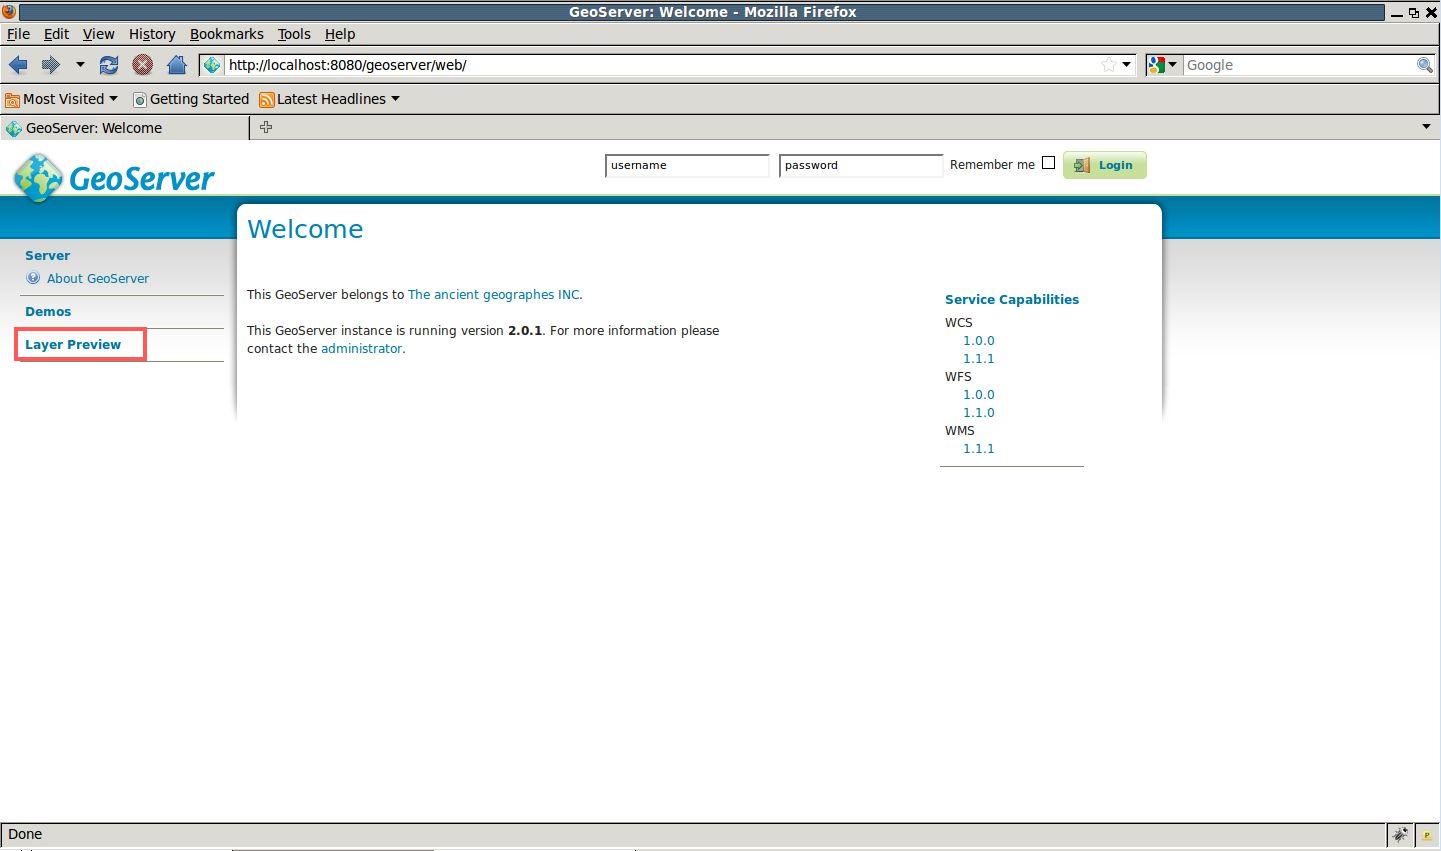 GeoServer: Welcome - Mozilla Firefox
File Edit View History Bookmarks Tools Help
http://localhost:8080/geoserver/web/
Google
Most Visited Getting Started Latest Headlines
GeoServer: Welcome
GeoServer
username password Remember me Login
Welcome
Server
About GeoServer
Demos
Layer Preview
This GeoServer belongs to The ancient geographes INC.
This GeoServer instance is running version 2.0.1. For more information please
contact the administrator.
Service Capabilities
WCS
1.0.0
1.1.1
WFS
1.0.0
1.1.0
WMS
1.1.1
Done